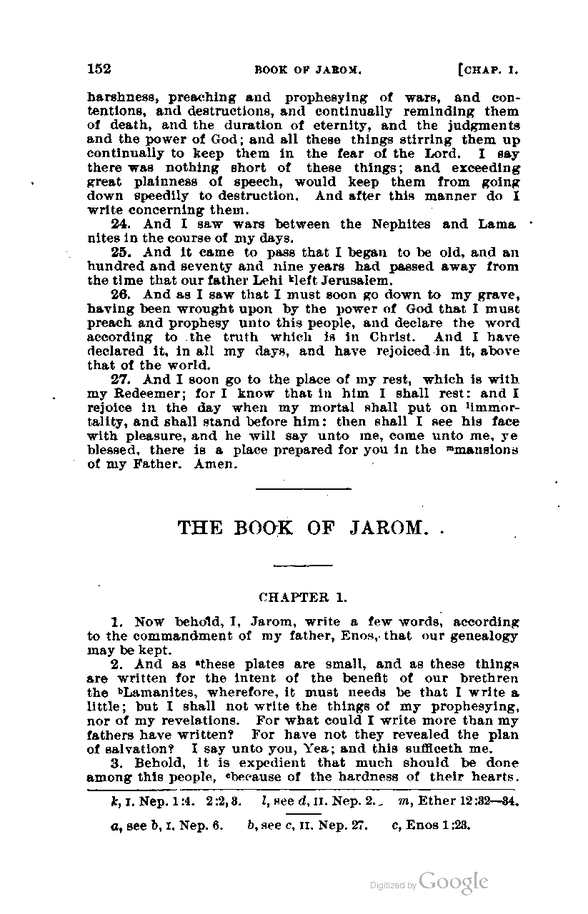 152 BOOK OF JAROM. [CHAP. I.
harshness, preaching and prophesying of wars, and con-
tentions, and destructions, and continually reminding them
of death, and the duration of eternity, and the judgments
and the power of God; and all these things stirring them up
continually to keep them in the fear of the Lord. I say
there was nothing short of these things; and exceeding
great plainness of speech, would keep them from going
down speedily to destruction. And after this manner do I
write concerning them.
24. And I saw wars between the Nephites and Lama
nites in the course of my days.
25. And it came to pass that I began to be old, and an
hundred and seventy and nine years had passed away from
the time that our father Lehi ᵏleft Jerusalem.
26. And as I saw that I must soon go down to my grave,
having been wrought upon by the power of God that I must
preach and prophesy unto this people, and declare the word
according to the truth which is in Christ. And I have
declared it, in all my days, and have rejoiced in it, above
that of the world.
27. And I soon go to the place of my rest, which is with
my Redeemer; for I know that in him I shall rest: and I
rejoice in the day when my mortal shall put on ˡimmor-
tality, and shall stand before him: then shall I see his face
with pleasure, and he will say unto me, come unto me, ye
blessed, there is a place prepared for you in the ᵐmansions
of my Father. Amen.
THE BOOK OF JAROM.
CHAPTER 1.
1. Now behold, I, Jarom, write a few words, according
to the commandment of my father, Enos, that our genealogy
may be kept.
2. And as ᵃthese plates are small, and as these things
are written for the intent of the benefit of our brethren
the ᵇLamanites, wherefore, it must needs be that I write a
little; but I shall not write the things of my prophesying,
nor of my revelations. For what could I write more than my
fathers have written? For have not they revealed the plan
of salvation? I say unto you, Yea; and this sufficeth me.
3. Behold, it is expedient that much should be done
among this people, ᶜbecause of the hardness of their hearts.
k, I. Nep. 1:4. 2:2, 3. l, see d, II. Nep. 2. m, Ether 12:32—34.
a, see b, I. Nep. 6. b, see c, II. Nep. 27. c, Enos 1:23.
Digitized by Google